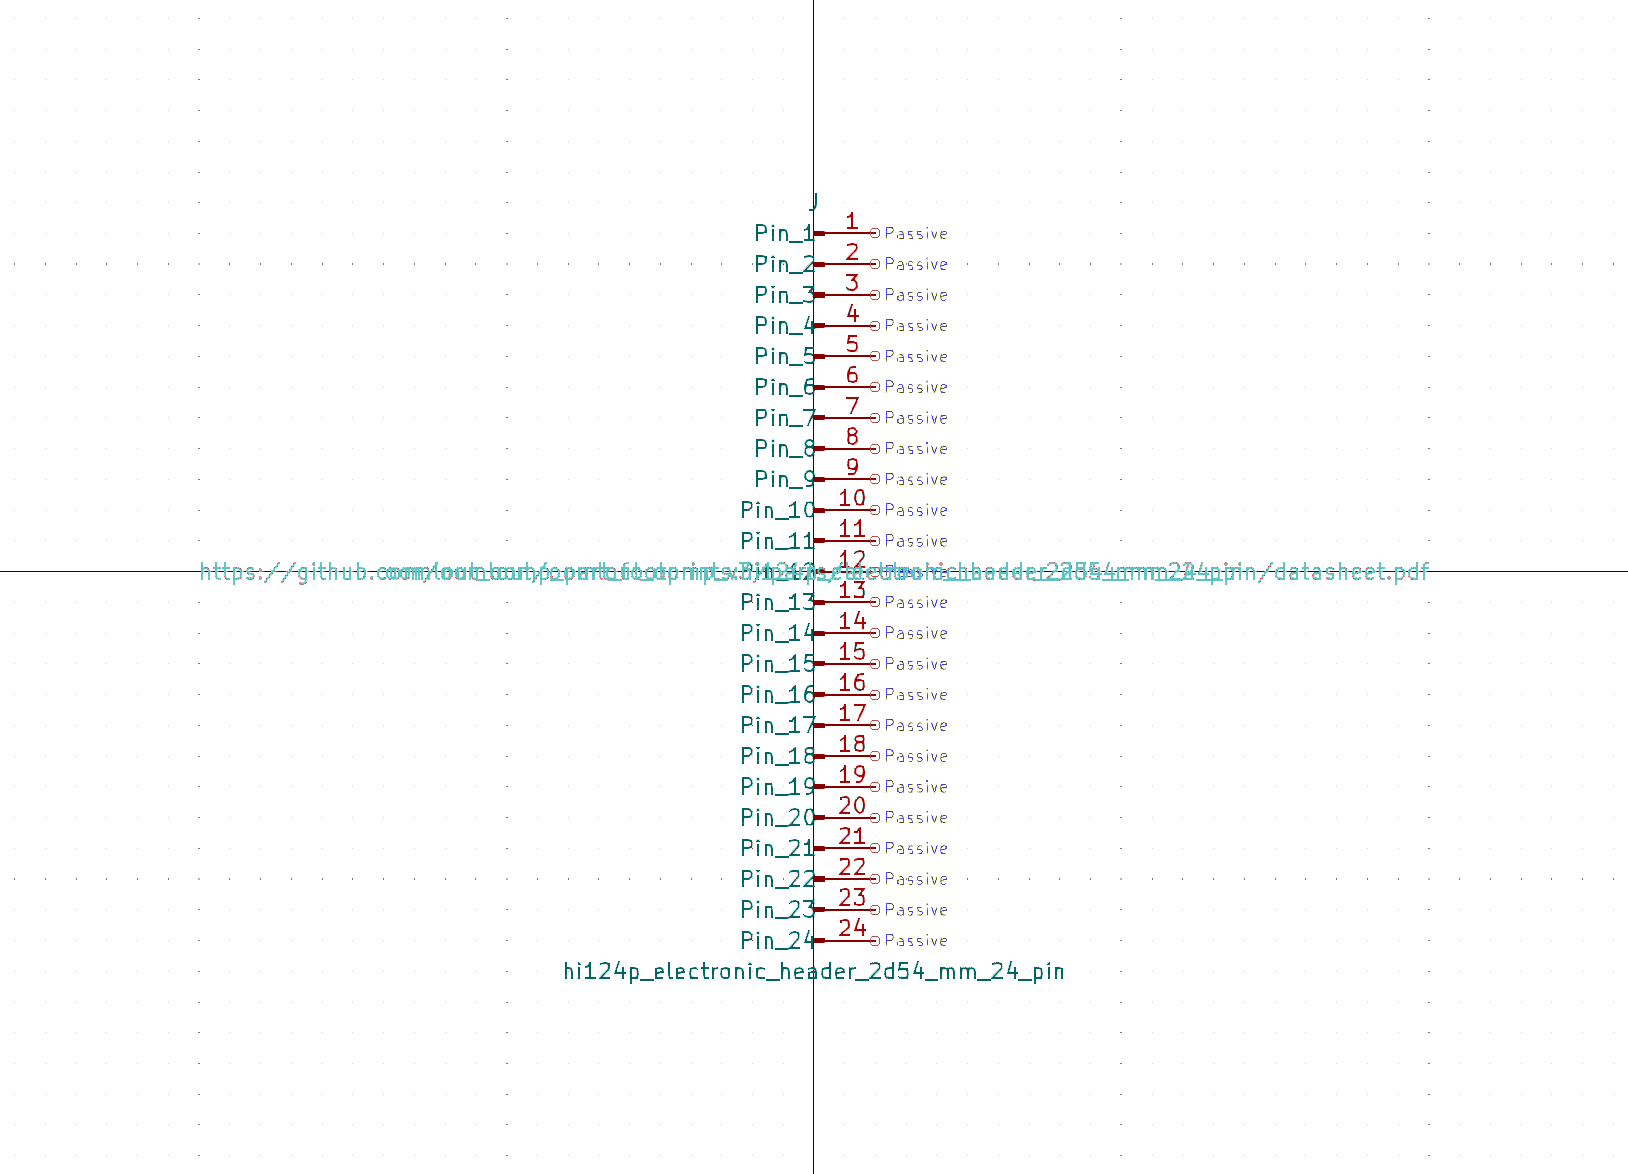 J
Pin_1 1 Passive
Pin_2 2 Passive
Pin_3 3 Passive
Pin_4 4 Passive
Pin_5 5 Passive
Pin_6 6 Passive
Pin_7 7 Passive
Pin_8 8 Passive
Pin_9 9 Passive
Pin_10 10 Passive
Pin_11 11 Passive
12
Pin_13 13 Passive
Pin_14 14 Passive
Pin_15 15 Passive
Pin_16 16 Passive
Pin_17 17 Passive
Pin_18 18 Passive
Pin_19 19 Passive
Pin_20 20 Passive
Pin_21 21 Passive
Pin_22 22 Passive
Pin_23 23 Passive
Pin_24 24 Passive
hi124p_electronic_header_2d54_mm_24_pin